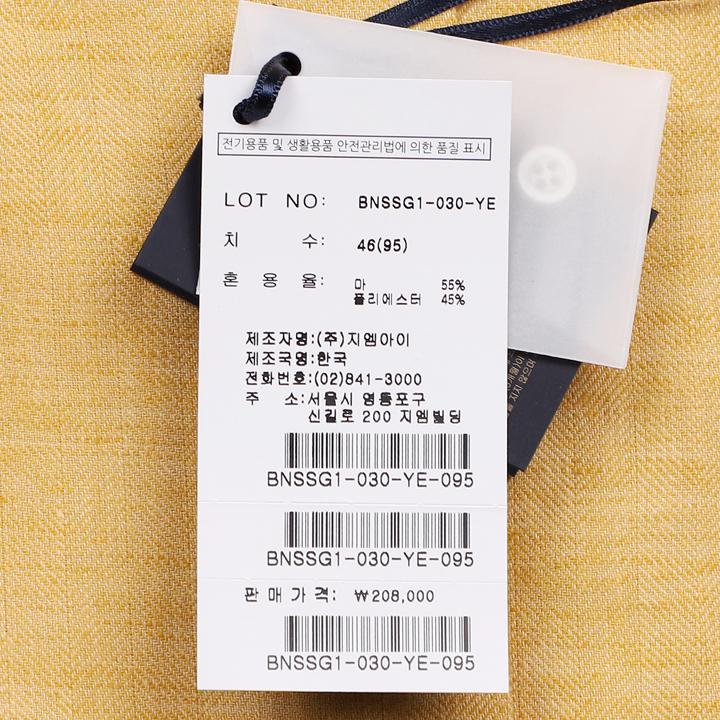 전기용품 및 생활용품 안전관리법에 의한 품질 표시
LOT NO: BNSSG1-030-YE
치 수: 46(95)
혼 용 율: 마 55%
폴리에스터 45%
제조자명:(주)지엠아이
제조국명:한국
전화번호:(02)841-3000
주 소:서울시 영등포구
신길로 200 지엠빌딩
BNSSG1-030-YE-095
BNSSG1-030-YE-095
판 매 가 격: ₩208,000
BNSSG1-030-YE-095